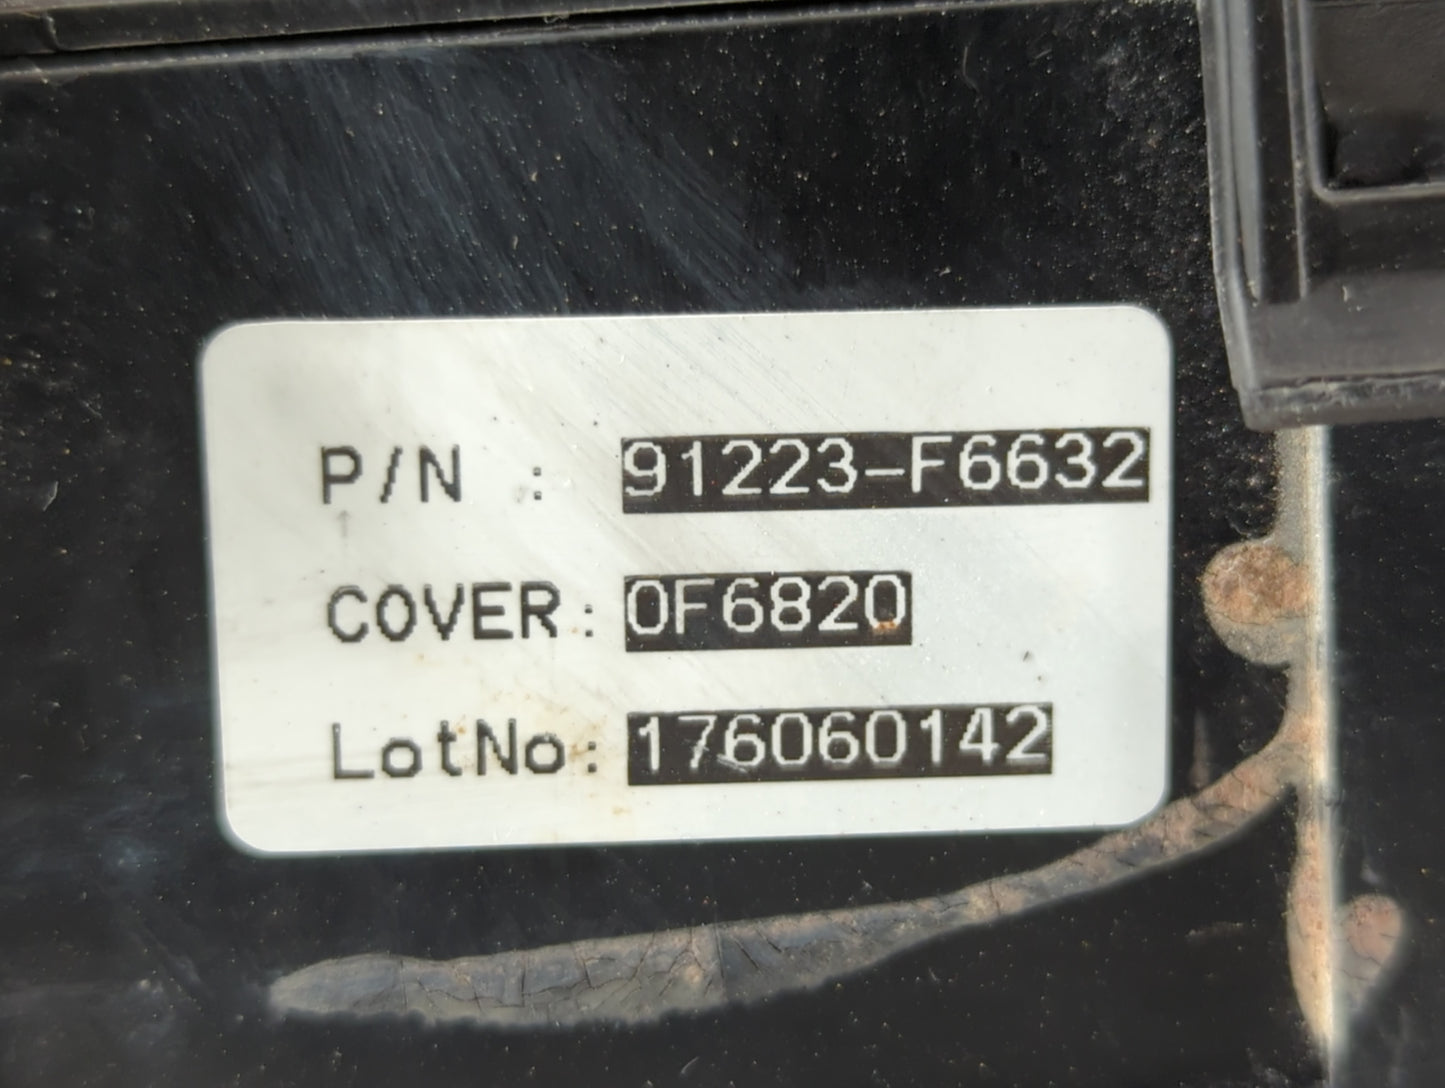 P/N : 91223-F6632
COVER: 0F6820
LotNo: 176060142